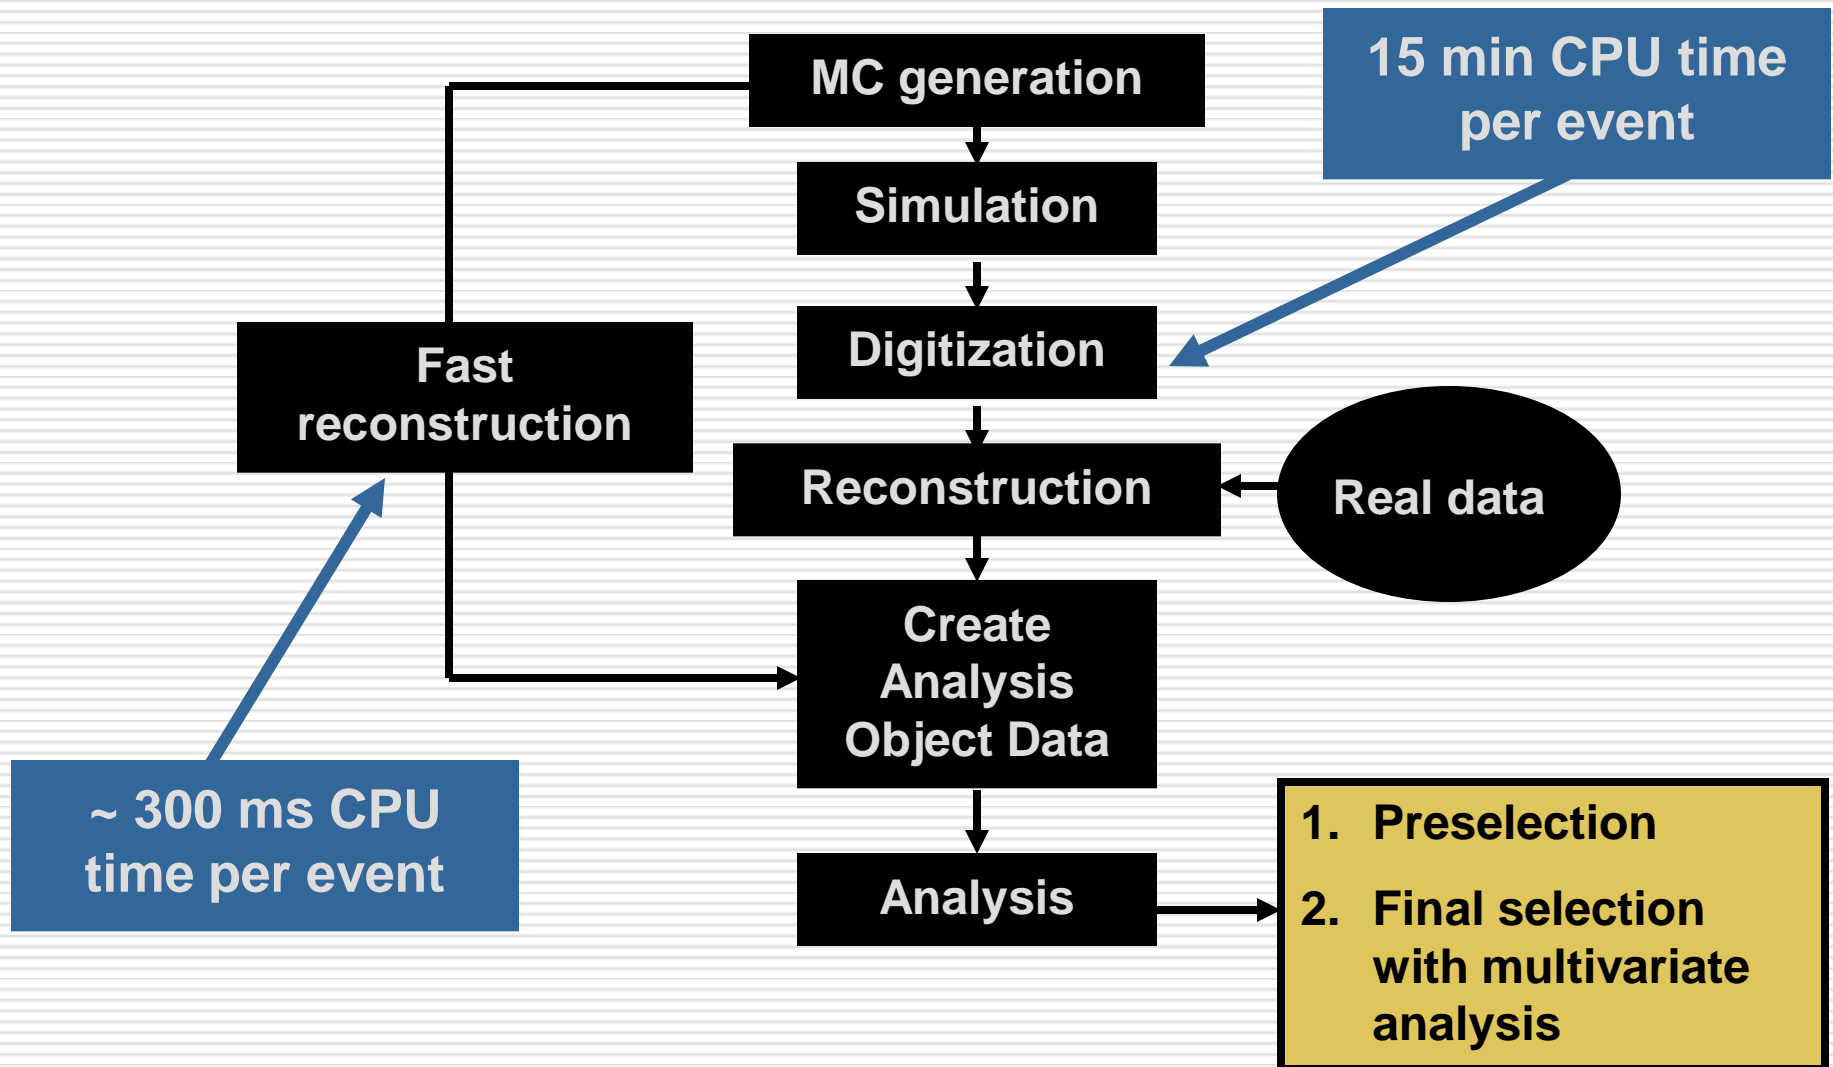 MC generation
15 min CPU time
per event
Simulation
Digitization
Fast
reconstruction
Reconstruction
Real data
Create
Analysis
Object Data
~ 300 ms CPU
time per event
Analysis
1. Preselection
2. Final selection
with multivariate
analysis